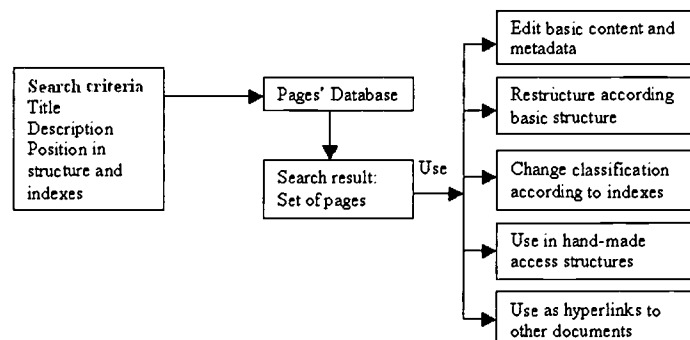 Search criteria
Title
Description
Position in
structure and
indexes
Pages' Database
Search result:
Set of pages
Use
Edit basic content and
metadata
Restructure according
basic structure
Change classification
according to indexes
Use in hand-made
access structures
Use as hyperlinks to
other documents